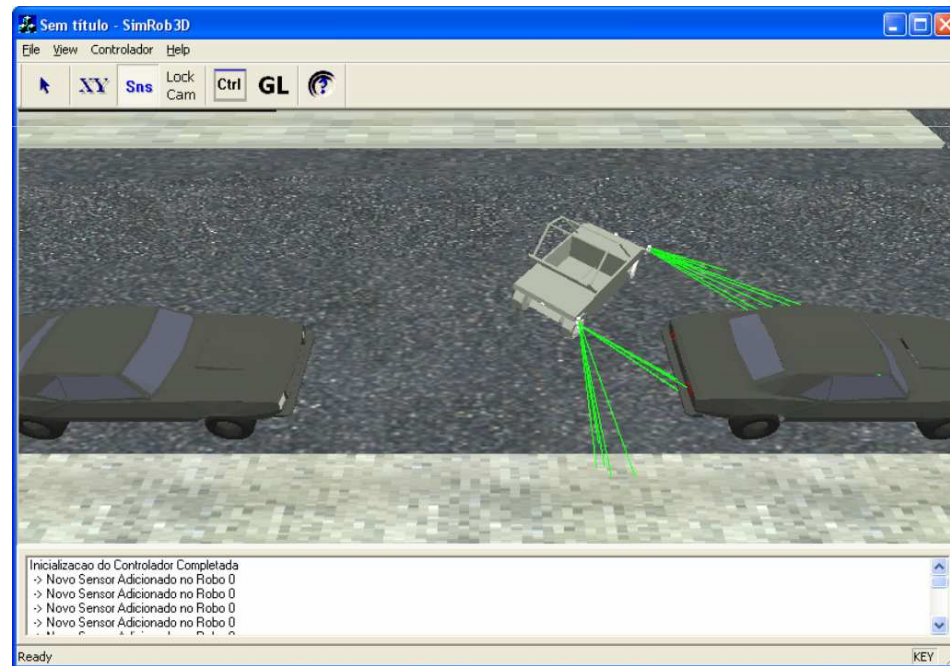 Sem título - SimRob3D
File View Controlador Help
XY Sns Lock Cam Ctrl GL ?
Inicializacao do Controlador Completada
-> Novo Sensor Adicionado no Robo 0
-> Novo Sensor Adicionado no Robo 0
-> Novo Sensor Adicionado no Robo 0
-> Novo Sensor Adicionado no Robo 0
Ready KEY